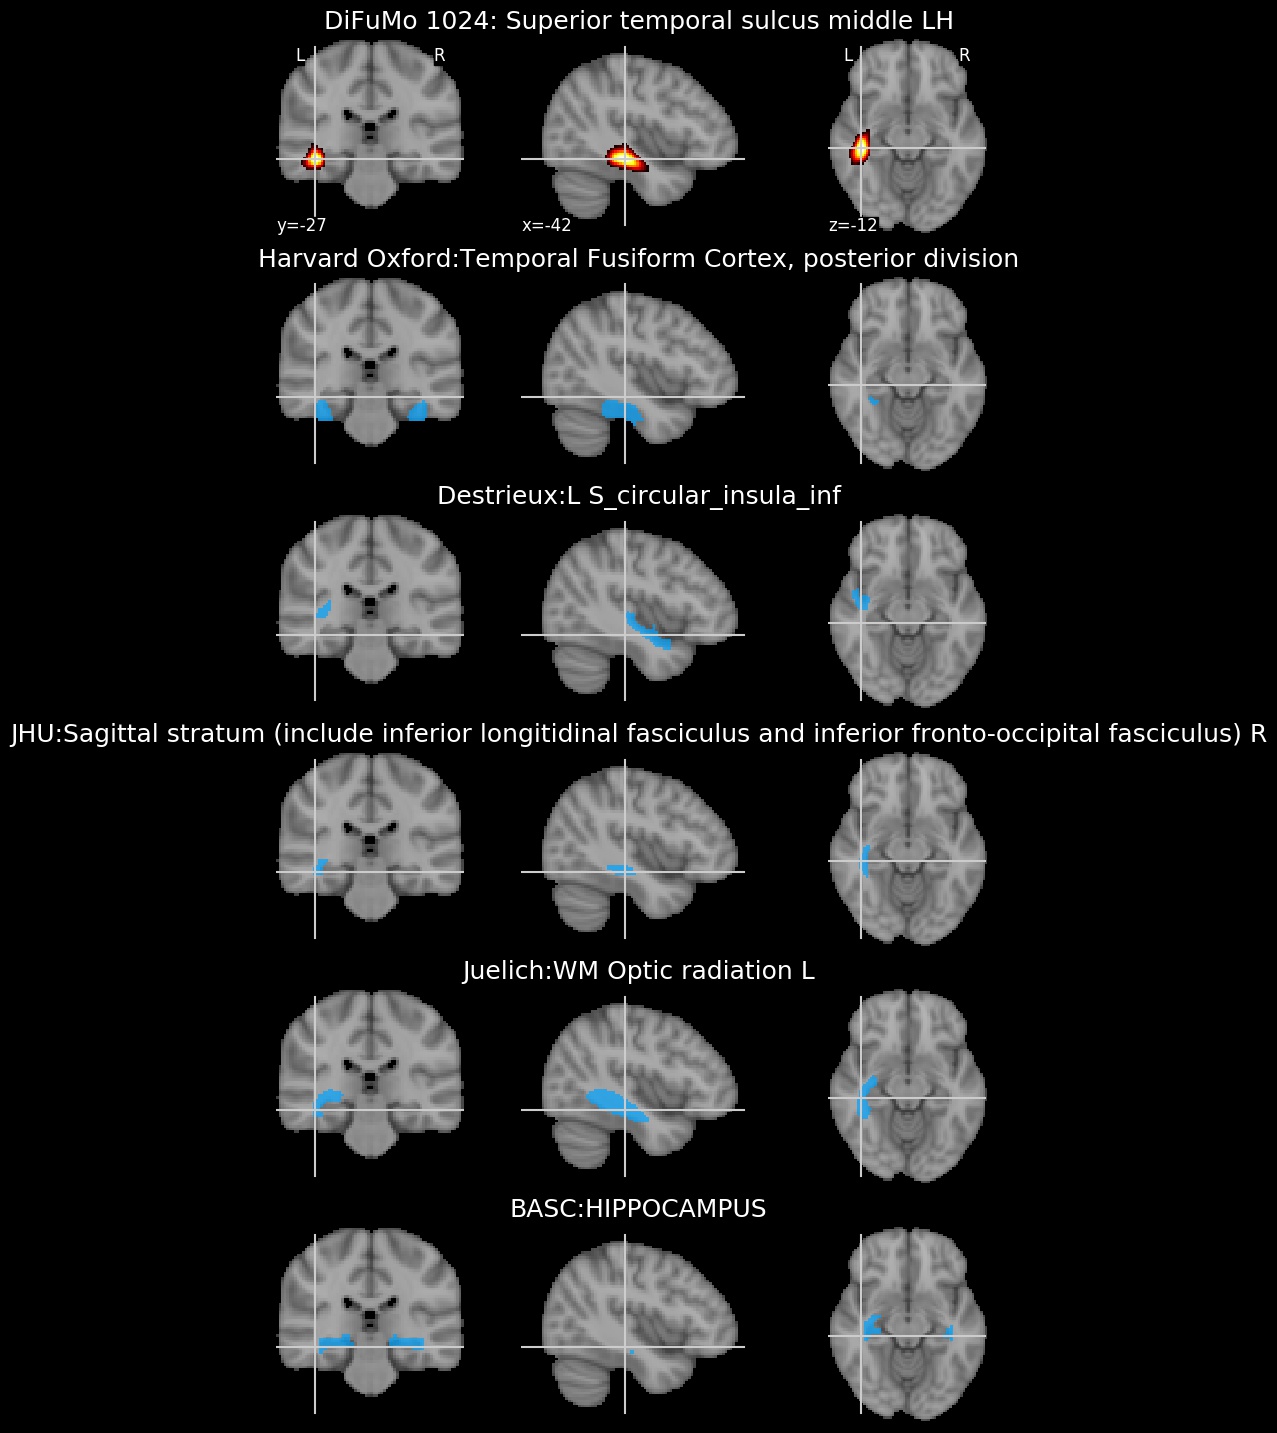 DiFuMo 1024: Superior temporal sulcus middle LH
L R L R
y=-27 x=-42 z=-12
Harvard Oxford:Temporal Fusiform Cortex, posterior division
Destrieux:L S_circular_insula_inf
JHU:Sagittal stratum (include inferior longitidinal fasciculus and inferior fronto-occipital fasciculus) R
Juelich:WM Optic radiation L
BASC:HIPPOCAMPUS